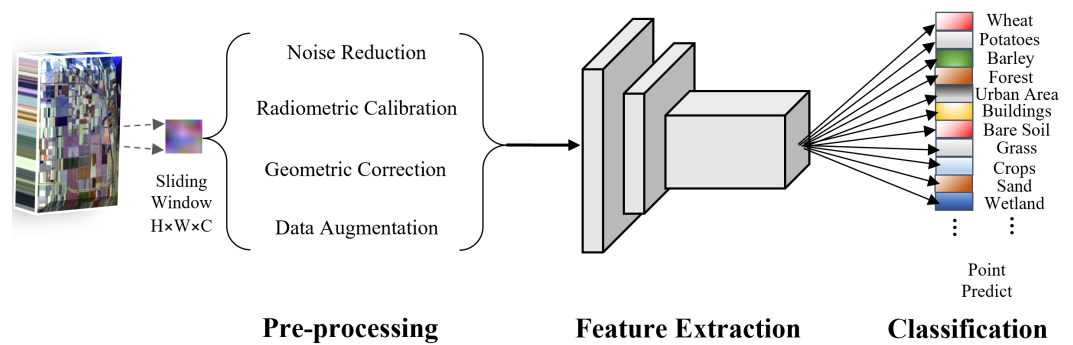 Sliding
Window
H×W×C
Noise Reduction
Radiometric Calibration
Geometric Correction
Data Augmentation
Wheat
Potatoes
Barley
Forest
Urban Area
Buildings
Bare Soil
Grass
Crops
Sand
Wetland
Point
Predict
Pre-processing
Feature Extraction
Classification